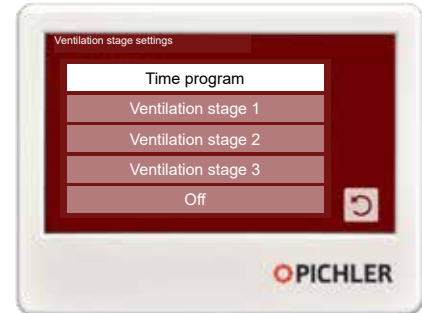 Ventilation stage settings
Time program
Ventilation stage 1
Ventilation stage 2
Ventilation stage 3
Off
PICHLER